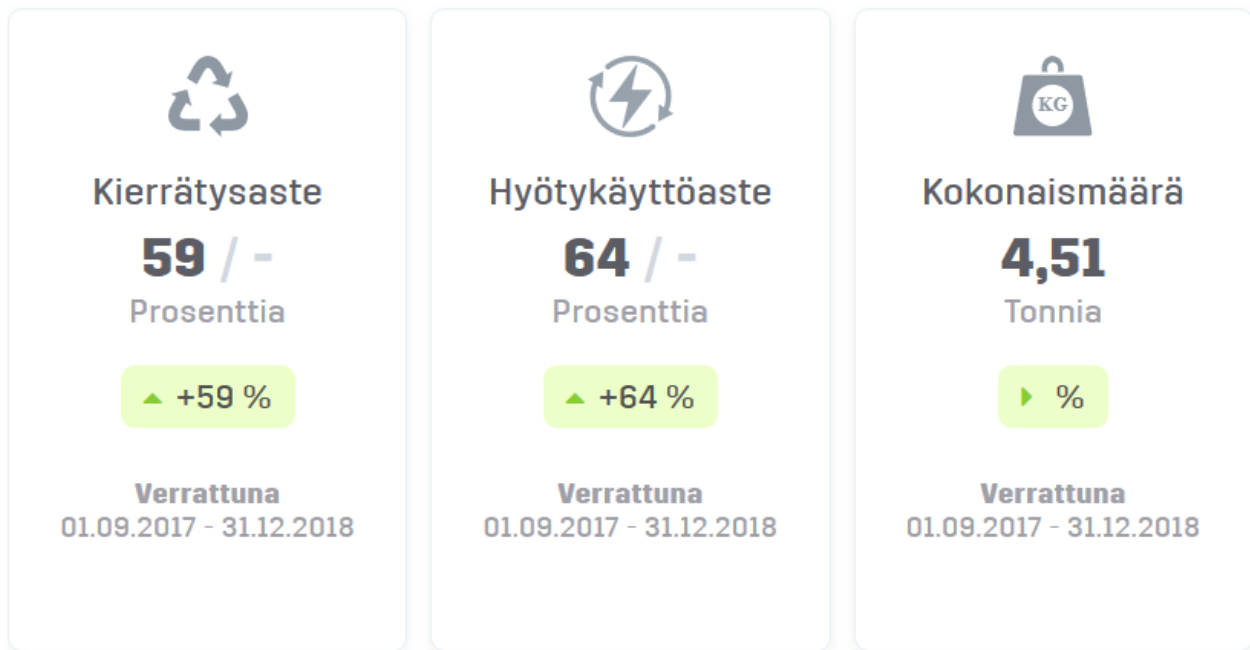 Kierrätysaste
59 / -
Prosenttia
+59 %
Verrattuna
01.09.2017 - 31.12.2018
Hyötykäyttöaste
64 / -
Prosenttia
+64 %
Verrattuna
01.09.2017 - 31.12.2018
KG
Kokonaismäärä
4,51
Tonnia
%
Verrattuna
01.09.2017 - 31.12.2018